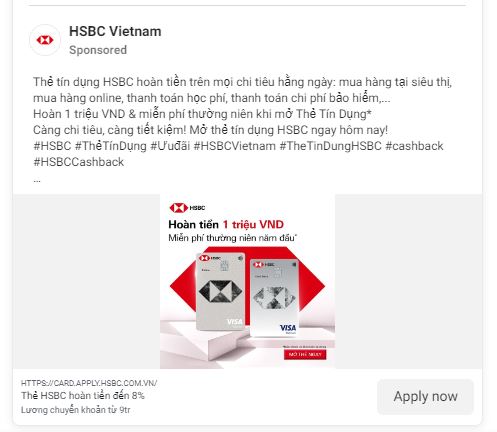 HSBC Vietnam
Sponsored
Thẻ tín dụng HSBC hoàn tiền trên mọi chi tiêu hằng ngày: mua hàng tại siêu thị,
mua hàng online, thanh toán học phí, thanh toán chi phí bảo hiểm,...
Hoàn 1 triệu VND & miễn phí thường niên khi mở Thẻ Tín Dụng*
Càng chi tiêu, càng tiết kiệm! Mở thẻ tín dụng HSBC ngay hôm nay!
#HSBC #ThẻTínDụng #Ưuđãi #HSBCVietnam #TheTinDungHSBC #cashback
#HSBCCashback
...
HSBC
Hoàn tiền 1 triệu VND
Miễn phí thường niên năm đầu*
HSBC
HSBC
VISA
VISA
MỞ THẺ NGAY
HTTPS://CARD.APPLY.HSBC.COM.VN/
Thẻ HSBC hoàn tiền đến 8%
Lương chuyển khoản từ 9tr
Apply now